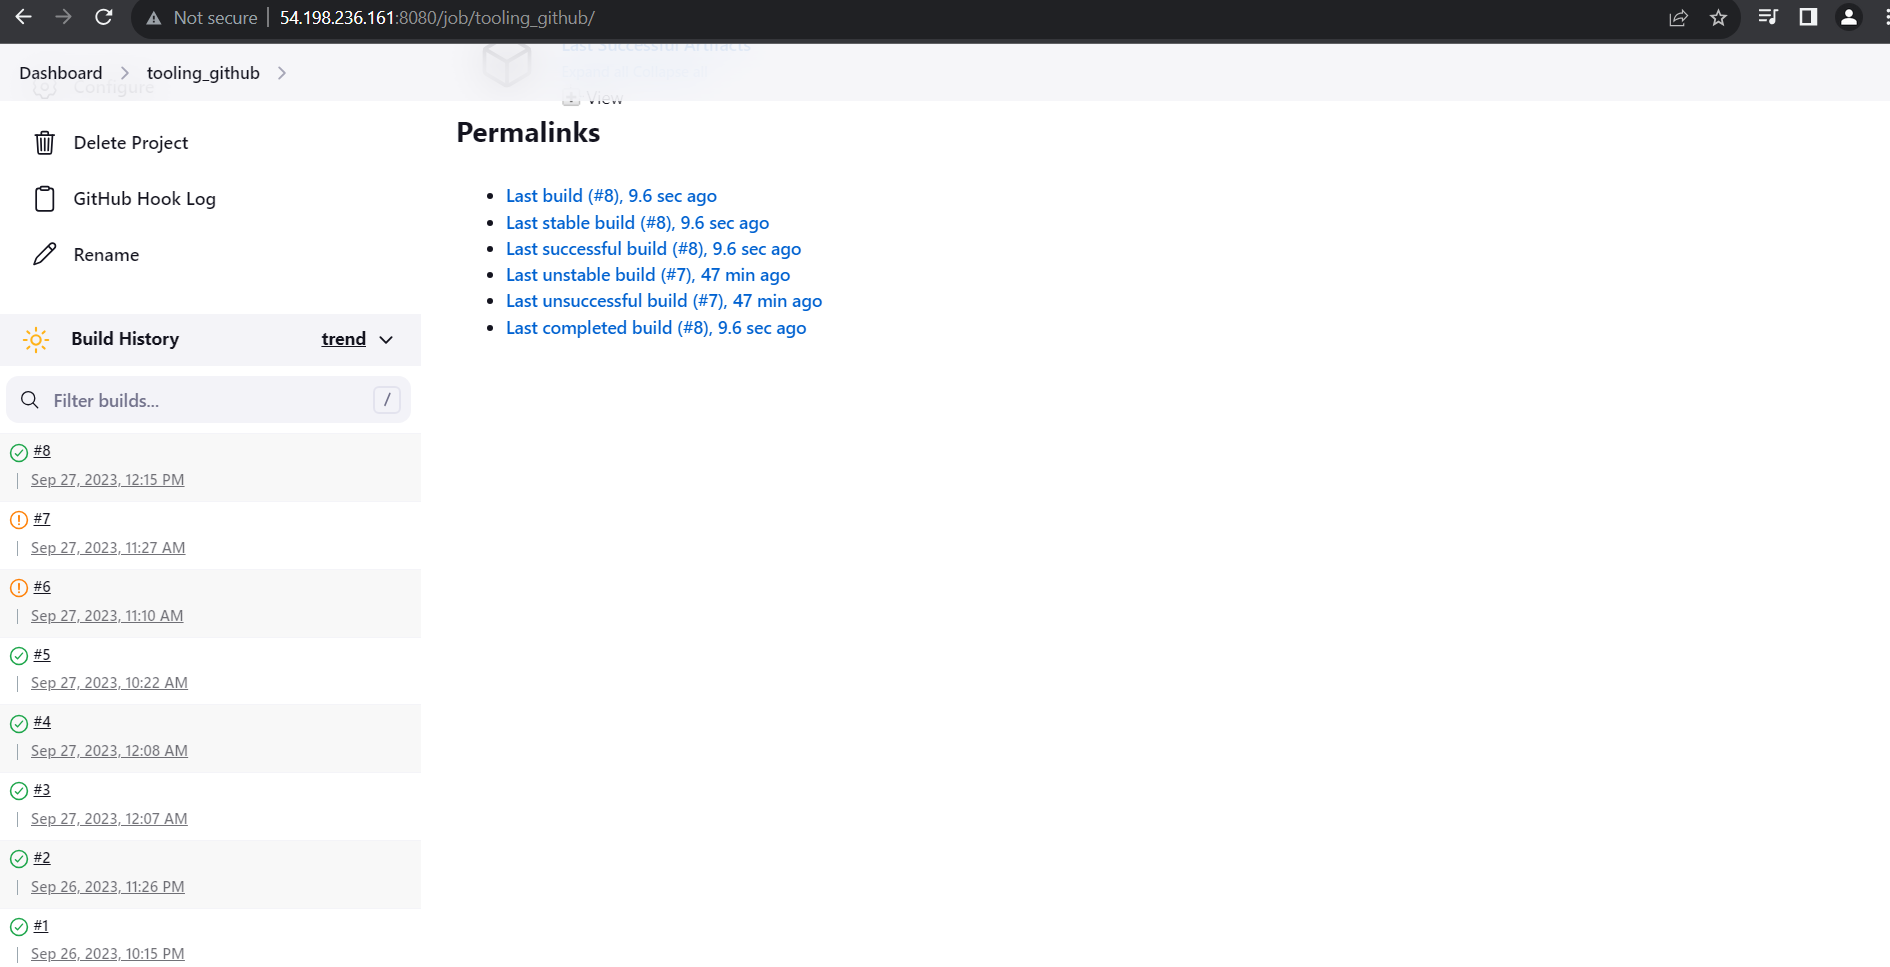 Not secure | 54.198.236.161:8080/job/tooling_github/
Last Successful Artifacts
Dashboard > tooling_github >
Configure
View
Delete Project
GitHub Hook Log
Rename
Build History trend
Filter builds... /
#8
Sep 27, 2023, 12:15 PM
#7
Sep 27, 2023, 11:27 AM
#6
Sep 27, 2023, 11:10 AM
#5
Sep 27, 2023, 10:22 AM
#4
Sep 27, 2023, 12:08 AM
#3
Sep 27, 2023, 12:07 AM
#2
Sep 26, 2023, 11:26 PM
#1
Sep 26, 2023, 10:15 PM
Permalinks
Last build (#8), 9.6 sec ago
Last stable build (#8), 9.6 sec ago
Last successful build (#8), 9.6 sec ago
Last unstable build (#7), 47 min ago
Last unsuccessful build (#7), 47 min ago
Last completed build (#8), 9.6 sec ago